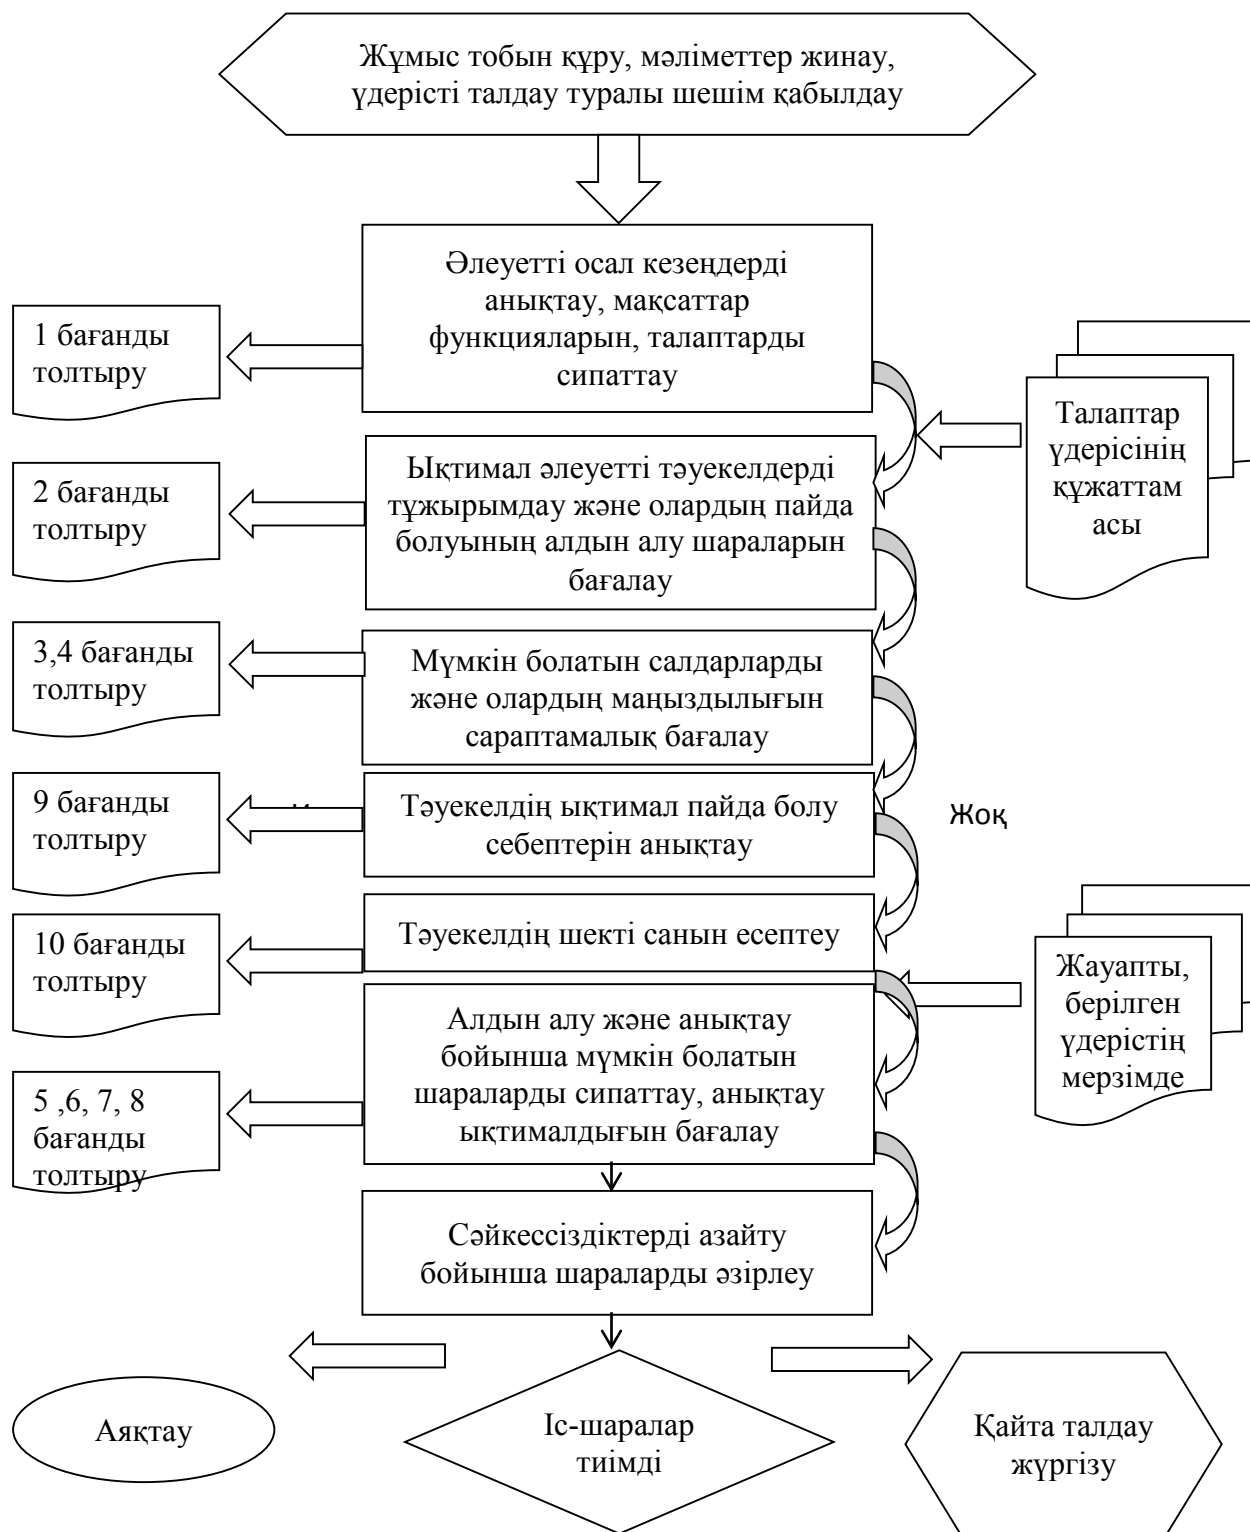 Жұмыс тобын құру, мәліметтер жинау,
үдерісті талдау туралы шешім қабылдау
Әлеуетті осал кезеңдерді
анықтау, мақсаттар
функцияларын, талаптарды
сипаттау
1 бағанды
толтыру
Талаптар
үдерісінің
құжаттам
асы
Ықтимал әлеуетті тәуекелдерді
тұжырымдау және олардың пайда
болуының алдын алу шараларын
бағалау
2 бағанды
толтыру
Мүмкін болатын салдарларды
және олардың маңыздылығын
сараптамалық бағалау
3,4 бағанды
толтыру
Тәуекелдің ықтимал пайда болу
себептерін анықтау
9 бағанды
толтыру
Жоқ
Тәуекелдің шекті санын есептеу
10 бағанды
толтыру
Жауапты,
берілген
үдерістің
мерзімде
Алдын алу және анықтау
бойынша мүмкін болатын
шараларды сипаттау, анықтау
ықтималдығын бағалау
5 ,6, 7, 8
бағанды
толтыру
Сәйкессіздіктерді азайту
бойынша шараларды әзірлеу
Аяқтау
Іс-шаралар
тиімді
Қайта талдау
жүргізу